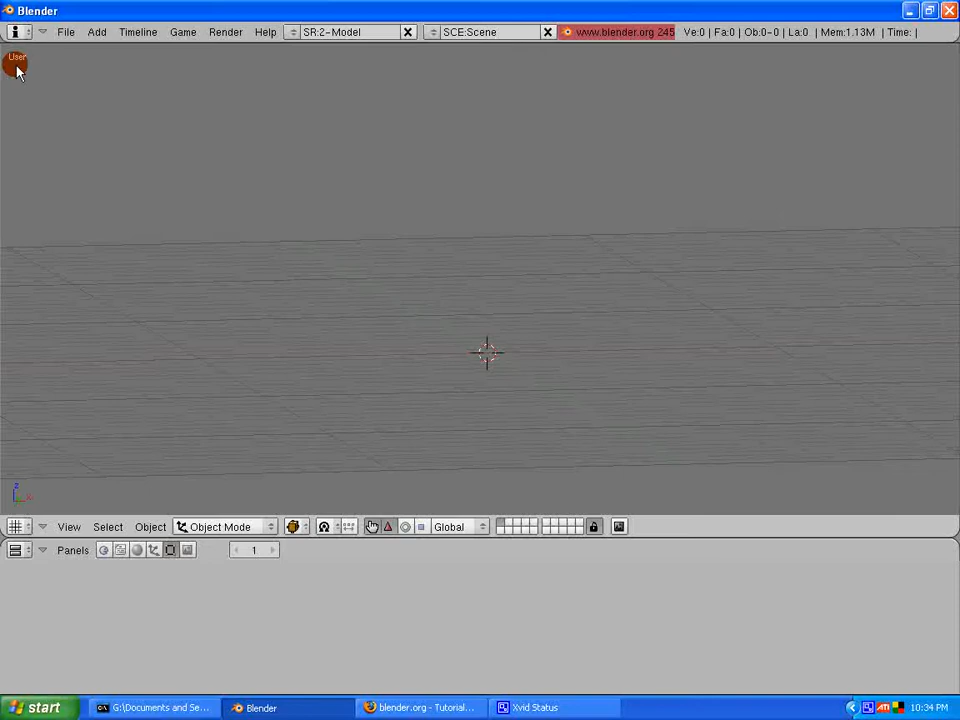 Blender
File Add Timeline Game Render Help SR:2-Model SCE:Scene www.blender.org 245 Ve:0 | Fa:0 | Ob:0-0 | La:0 | Mem:1.13M | Time: |
User
z
x
View Select Object Object Mode Global
Panels 1
start G:\Documents and Se... Blender blender.org - Tutorial... Xvid Status 10:34 PM